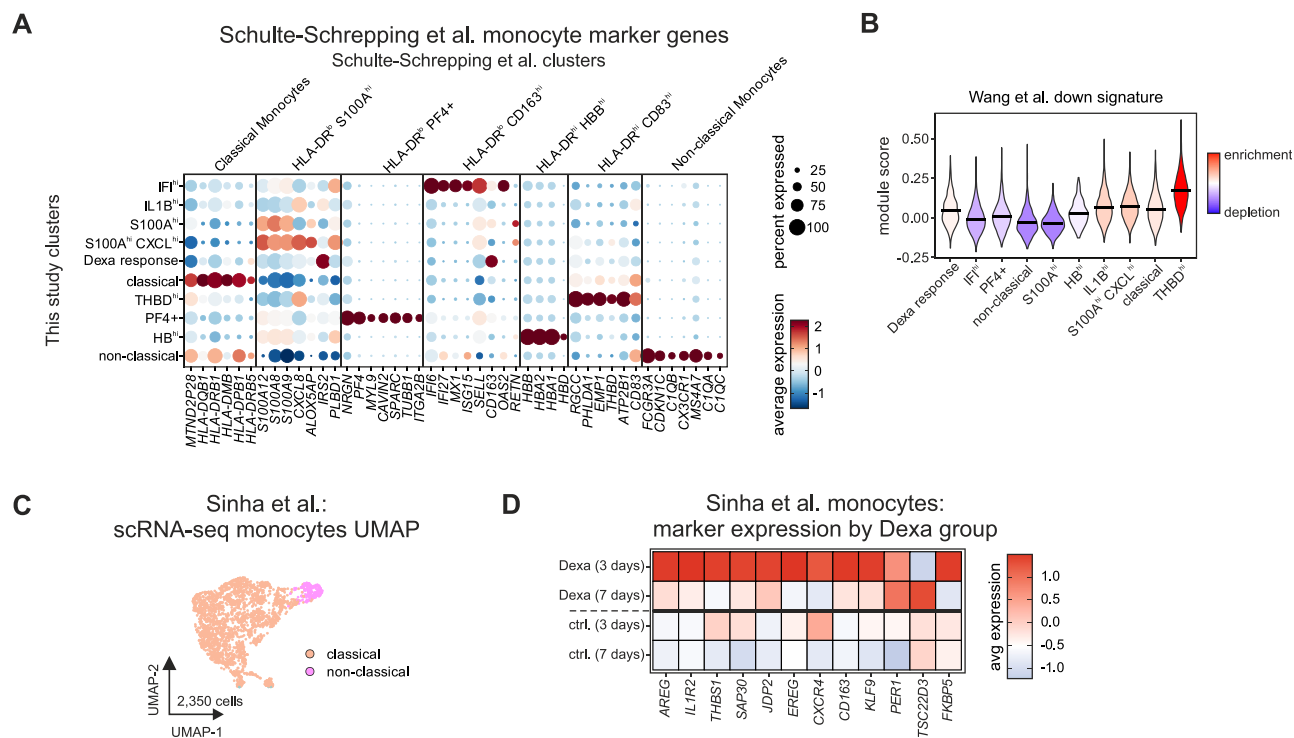 A
Schulte-Schrepping et al. monocyte marker genes
Schulte-Schrepping et al. clusters
Classical Monocytes
HLA-DRlo S100Ahi
HLA-DRlo PF4+
HLA-DRlo CD163hi
HLA-DRhi HBBhi
HLA-DRhi CD83hi
Non-classical Monocytes
This study clusters
IFIhi
IL1Bhi
S100Ahi
S100Ahi CXCLhi
Dexa response
classical
THBDhi
PF4+
HBhi
non-classical
MTND2P28
HLA-DQB1
HLA-DRB1
HLA-DMB
HLA-DPB1
HLA-DRB5
S100A12
S100A8
S100A9
CXCL8
ALOX5AP
IRS2
PLBD1
NRGN
PF4
MYL9
CAVIN2
SPARC
TUBB1
ITGA2B
IFI6
IFI27
MX1
ISG15
SELL
CD163
OAS2
RETN
HBB
HBA2
HBA1
HBD
RGCC
PHLDA1
EMP1
THBD
ATP2B1
CD83
FCGR3A
CDKN1C
C1QB
CX3CR1
MS4A7
C1QA
C1QC
percent expressed
25
50
75
100
average expression
2
1
0
-1
B
Wang et al. down signature
module score
0.50
0.25
0.00
-0.25
Dexa response
IFIhi
PF4+
non-classical
S100Ahi
HBhi
IL1Bhi
S100Ahi CXCLhi
classical
THBDhi
enrichment
depletion
C
Sinha et al.:
scRNA-seq monocytes UMAP
classical
non-classical
UMAP-2
2,350 cells
UMAP-1
D
Sinha et al. monocytes:
marker expression by Dexa group
Dexa (3 days)
Dexa (7 days)
ctrl. (3 days)
ctrl. (7 days)
AREG
IL1R2
THBS1
SAP30
JDP2
EREG
CXCR4
CD163
KLF9
PER1
TSC22D3
FKBP5
avg expression
1.0
0.5
0.0
-0.5
-1.0